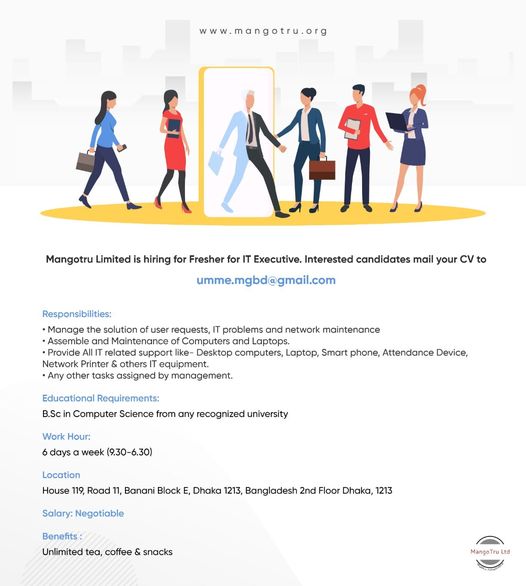 www.mangotru.org
Mangotru Limited is hiring for Fresher for IT Executive. Interested candidates mail your CV to
umme.mgbd@gmail.com
Responsibilities:
• Manage the solution of user requests, IT problems and network maintenance
• Assemble and Maintenance of Computers and Laptops.
• Provide All IT related support like- Desktop computers, Laptop, Smart phone, Attendance Device,
Network Printer & others IT equipment.
• Any other tasks assigned by management.
Educational Requirements:
B.Sc in Computer Science from any recognized university
Work Hour:
6 days a week (9.30-6.30)
Location
House 119, Road 11, Banani Block E, Dhaka 1213, Bangladesh 2nd Floor Dhaka, 1213
Salary: Negotiable
Benefits :
Unlimited tea, coffee & snacks
MangoTru Ltd